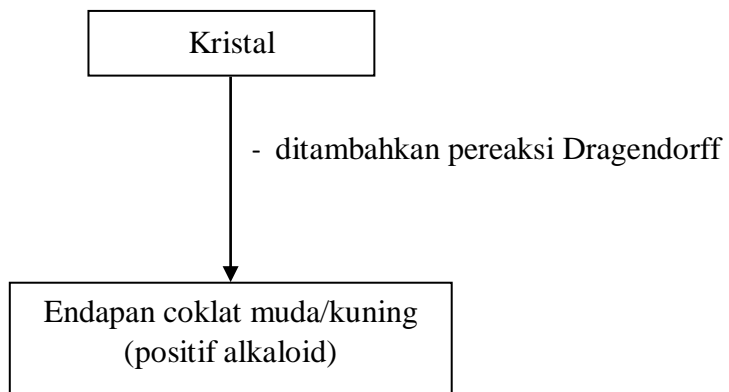 Kristal
- ditambahkan pereaksi Dragendorff
Endapan coklat muda/kuning
(positif alkaloid)